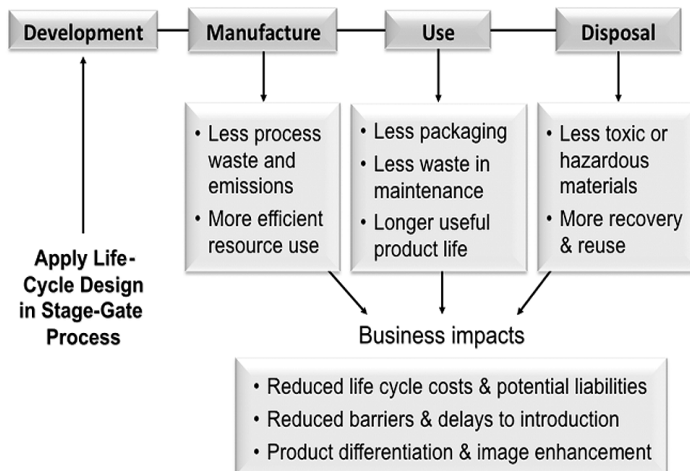 Development
Manufacture
Use
Disposal
• Less process
waste and
emissions
• More efficient
resource use
• Less packaging
• Less waste in
maintenance
• Longer useful
product life
• Less toxic or
hazardous
materials
• More recovery
& reuse
Apply Life-
Cycle Design
in Stage-Gate
Process
Business impacts
• Reduced life cycle costs & potential liabilities
• Reduced barriers & delays to introduction
• Product differentiation & image enhancement